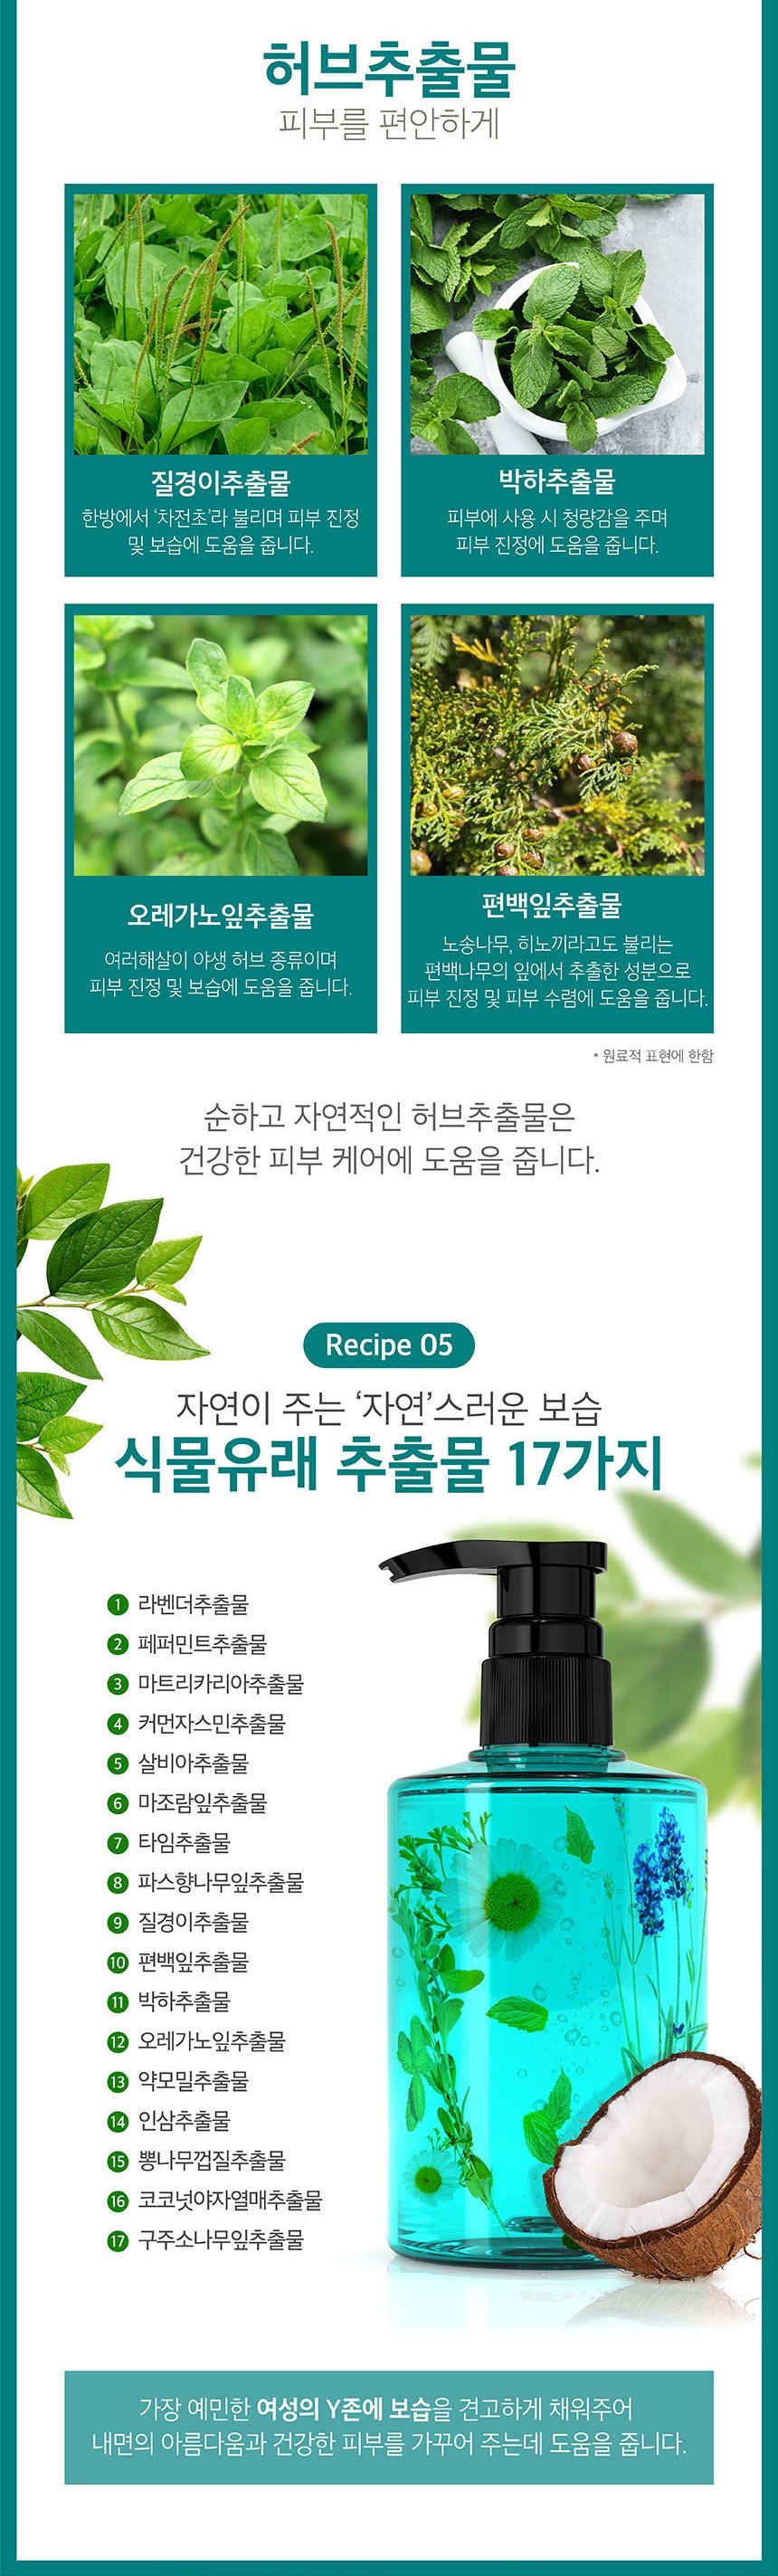 허브추출물
피부를 편안하게
질경이추출물
한방에서 '차전초'라 불리며 피부 진정
및 보습에 도움을 줍니다.
박하추출물
피부에 사용 시 청량감을 주며
피부 진정에 도움을 줍니다.
오레가노잎추출물
여러해살이 야생 허브 종류이며
피부 진정 및 보습에 도움을 줍니다.
편백잎추출물
노송나무, 히노끼라고도 불리는
편백나무의 잎에서 추출한 성분으로
피부 진정 및 피부 수렴에 도움을 줍니다.
* 원료적 표현에 한함
순하고 자연적인 허브추출물은
건강한 피부 케어에 도움을 줍니다.
Recipe 05
자연이 주는 '자연'스러운 보습
식물유래 추출물 17가지
1 라벤더추출물
2 페퍼민트추출물
3 마트리카리아추출물
4 커먼자스민추출물
5 살비아추출물
6 마조람잎추출물
7 타임추출물
8 파스향나무잎추출물
9 질경이추출물
10 편백잎추출물
11 박하추출물
12 오레가노잎추출물
13 약모밀추출물
14 인삼추출물
15 뽕나무껍질추출물
16 코코넛야자열매추출물
17 구주소나무잎추출물
가장 예민한 여성의 Y존에 보습을 견고하게 채워주어
내면의 아름다움과 건강한 피부를 가꾸어 주는데 도움을 줍니다.